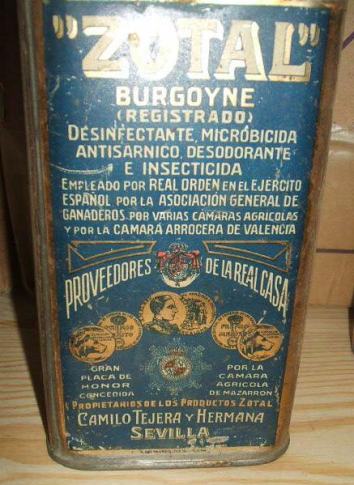 "ZOTAL"
BURGOYNE
(REGISTRADO)
DESINFECTANTE, MICROBICIDA
ANTISARNICO, DESODORANTE
E INSECTICIDA
EMPLEADO POR REAL ORDEN EN EL EJERCITO
ESPAÑOL POR LA ASOCIACIÓN GENERAL DE
GANADEROS POR VARIAS CÁMARAS AGRICOLAS
Y POR LA CAMARA ARROCERA DE VALENCIA
PROVEEDORES DE LA REAL CASA
GRAN
PLACA DE
HONOR
CONCEDIDA
POR LA
CAMARA
AGRICOLA
DE MAZARRON
PROPIETARIOS DE LOS PRODUCTOS ZOTAL
CAMILO TEJERA Y HERMANA
SEVILLA